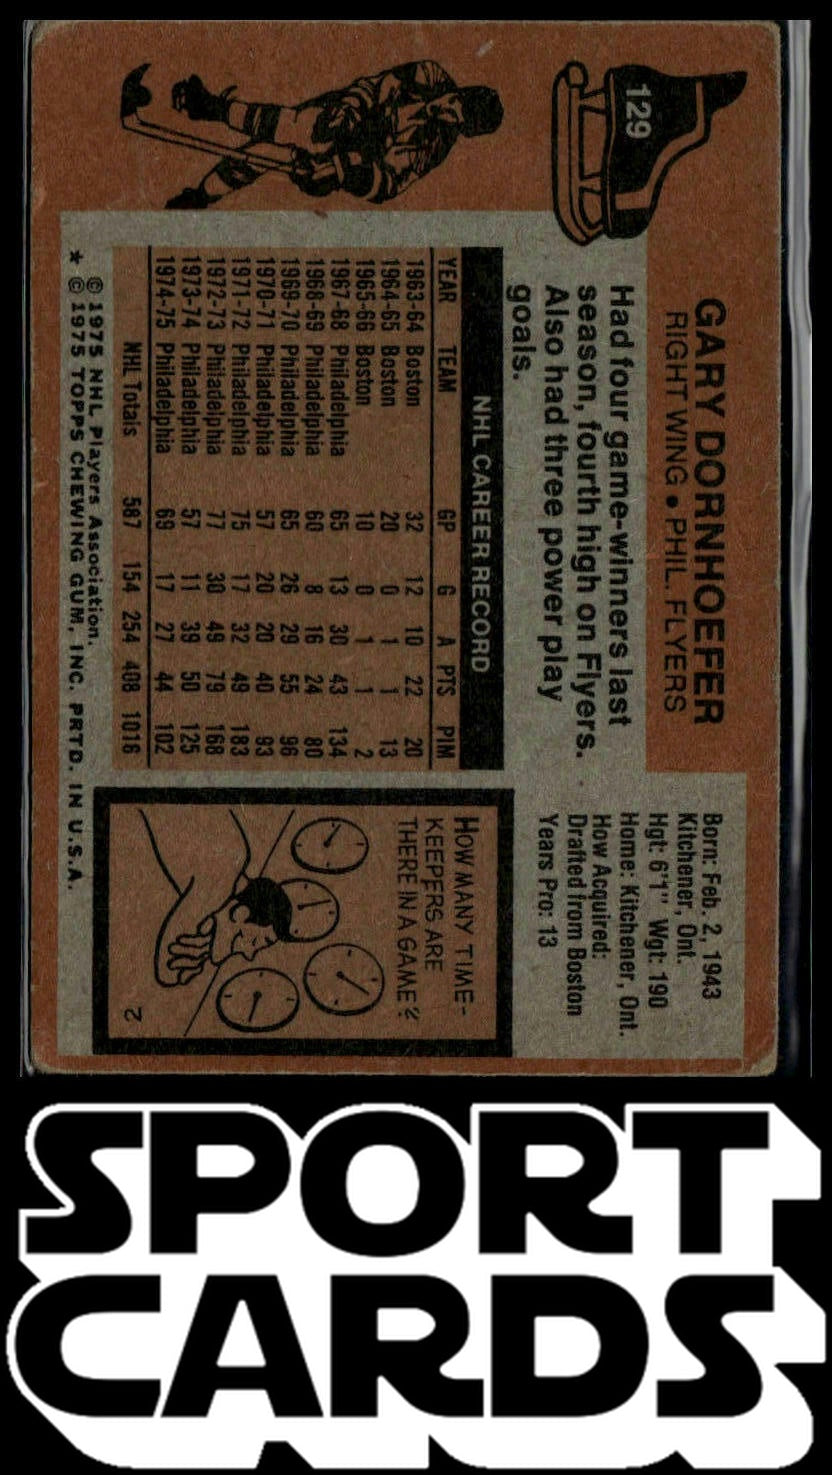 129
GARY DORNHOEFER
RIGHT WING • PHIL. FLYERS
Had four game-winners last
season, fourth high on Flyers.
Also had three power play
goals.
Born: Feb. 2, 1943
Kitchener, Ont.
Hgt: 6'1" Wgt: 190
Home: Kitchener, Ont.
How Acquired:
Drafted from Boston
Years Pro: 13
NHL CAREER RECORD
YEAR TEAM GP G A PTS PIM
1963-64 Boston 32 12 10 22 20
1964-65 Boston 20 0 1 1 13
1965-66 Boston 10 0 1 1 2
1967-68 Philadelphia 65 13 30 43 134
1968-69 Philadelphia 60 8 16 24 80
1969-70 Philadelphia 65 26 29 55 96
1970-71 Philadelphia 57 20 20 40 93
1971-72 Philadelphia 75 17 32 49 183
1972-73 Philadelphia 77 30 49 79 168
1973-74 Philadelphia 57 11 39 50 125
1974-75 Philadelphia 69 17 27 44 102
NHL Totals 587 154 254 408 1016
© 1975 NHL Players Association.
* © 1975 TOPPS CHEWING GUM, INC. PRTD. IN U.S.A.
HOW MANY TIME-
KEEPERS ARE
THERE IN A GAME?
2
SPORT
CARDS